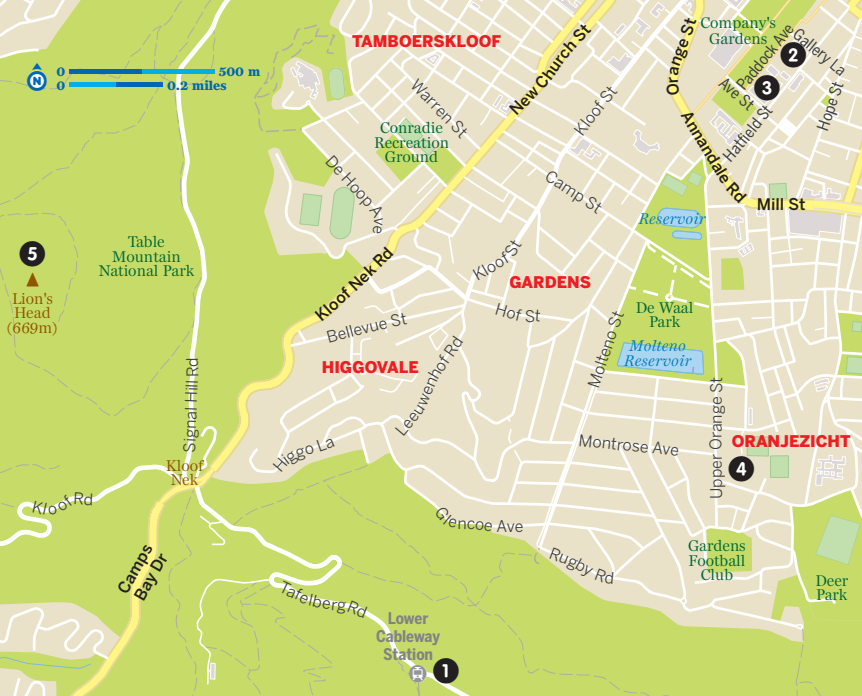 TAMBOERSKLOOF
New Church St
Orange St
Company's
Gardens
Paddock Ave
Gallery La
2
3
Ave St
Hope St
Hatfield St
N
0 500 m
0 0.2 miles
Warren St
Kloof St
Conradie
Recreation
Ground
Annandale Rd
De Hoop Ave
Camp St
Mill St
Reservoir
5
Lion's
Head
(669m)
Table
Mountain
National Park
Kloof St
Kloof Nek Rd
GARDENS
Hof St
De Waal
Park
Bellevue St
Molteno St
Molteno
Reservoir
HIGGOVALE
Signal Hill Rd
Leeuwenhof Rd
Upper Orange St
ORANJEZICHT
4
Higgo La
Montrose Ave
Kloof
Nek
Kloof Rd
Glencoe Ave
Camps
Bay Dr
Rugby Rd
Gardens
Football
Club
Deer
Park
Tafelberg Rd
Lower
Cableway
Station
1